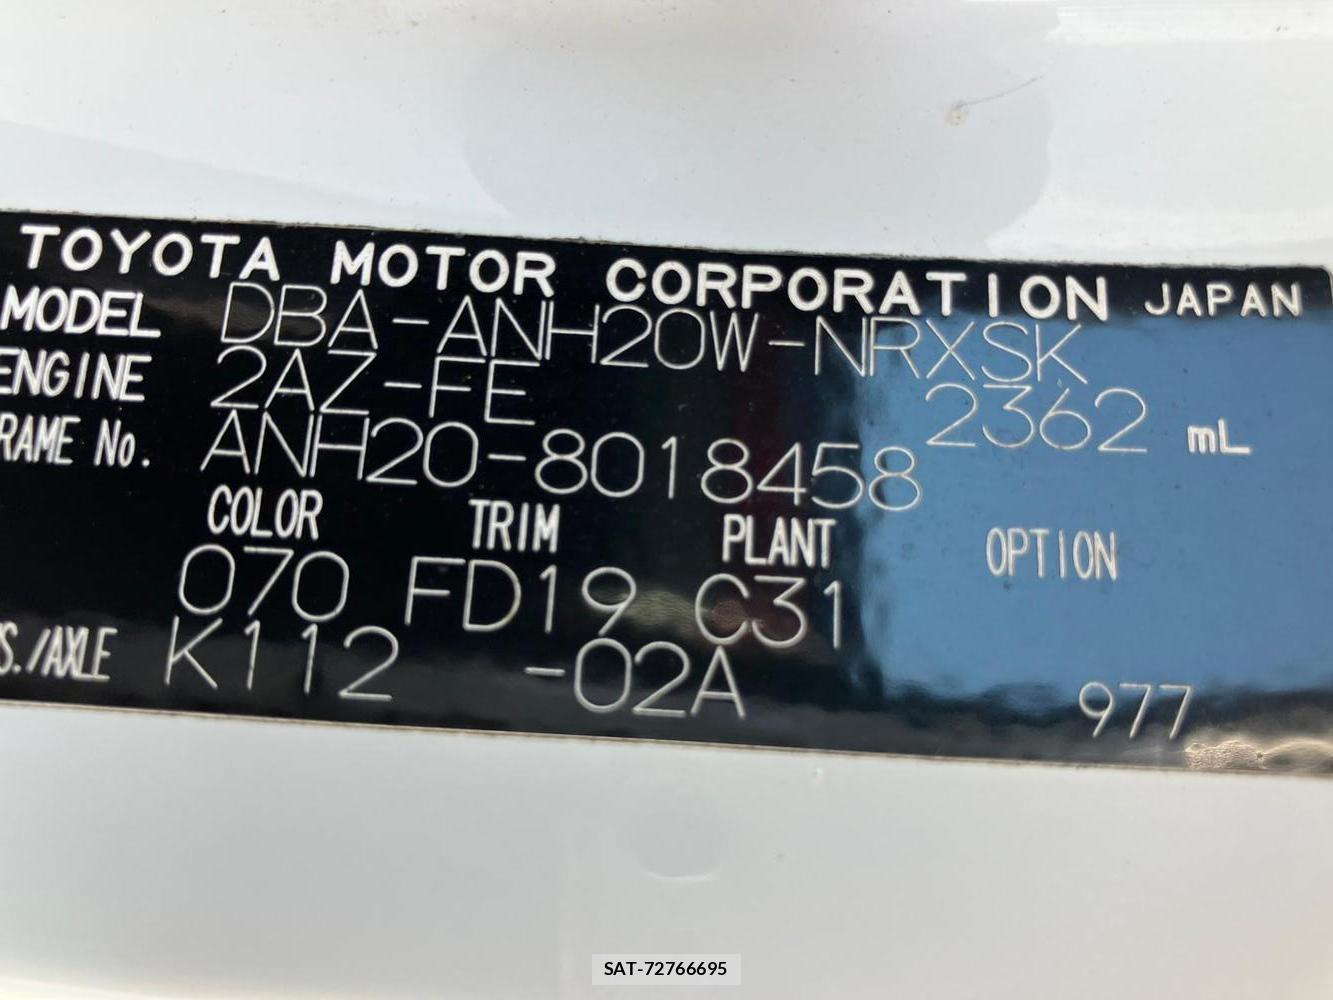 TOYOTA MOTOR CORPORATION JAPAN
MODEL DBA-ANH20W-NRXSK
ENGINE 2AZ-FE 2362 mL
RAME No. ANH20-8018458
COLOR TRIM PLANT OPTION
070 FD19 C31
S./AXLE K112 -02A 977
SAT-72766695